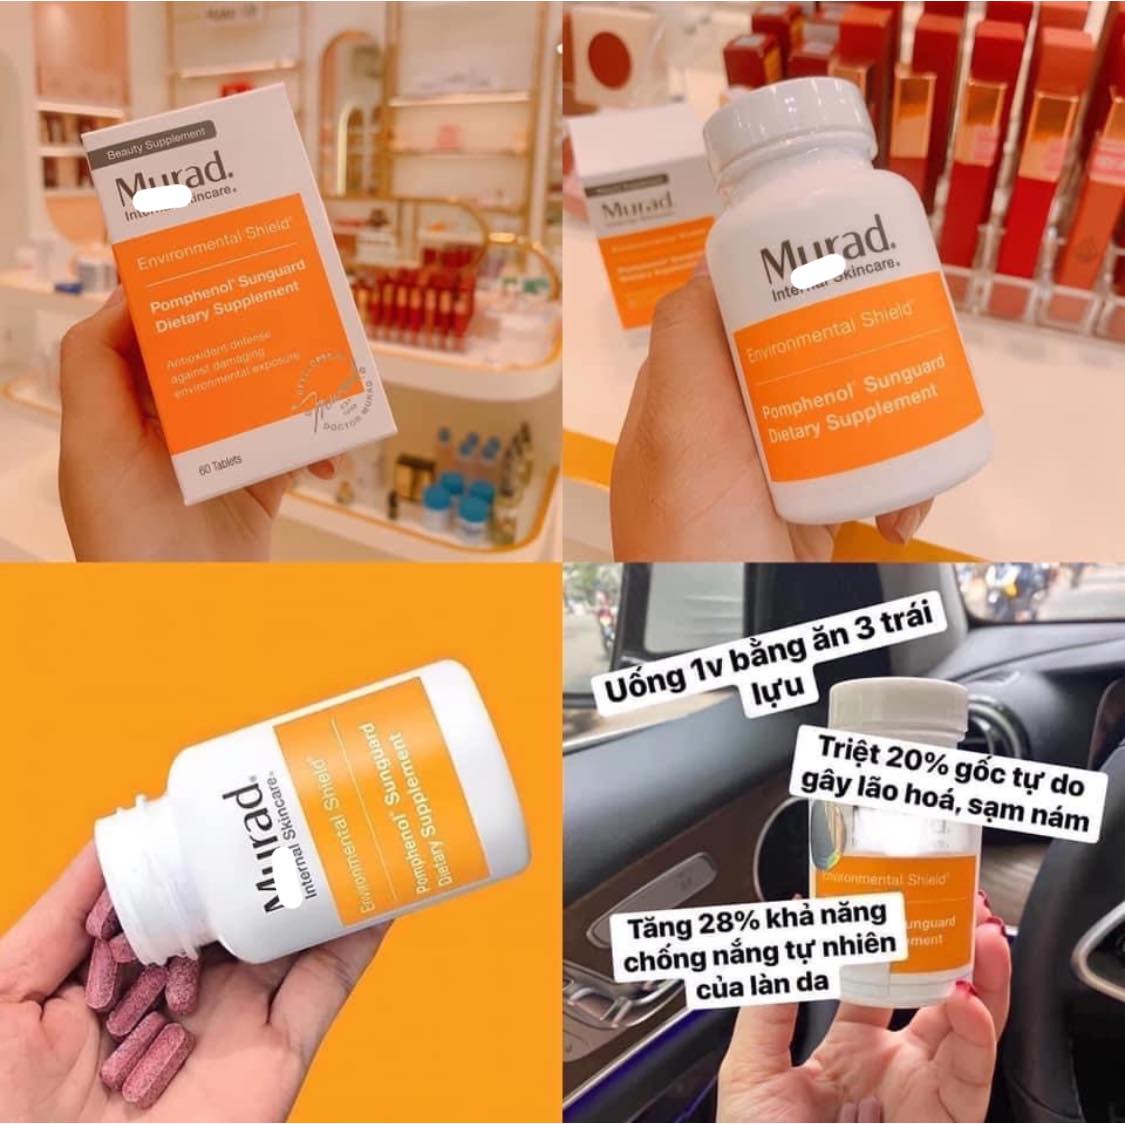 Beauty Supplement
Murad.
Internal Skincare.
Environmental Shield®
Pomphenol® Sunguard
Dietary Supplement
Antioxidant defense
against damaging
environmental exposure
DOCTOR MURAD
60 Tablets
Murad
Murad.
Internal Skincare.
Environmental Shield®
Pomphenol® Sunguard
Dietary Supplement
Murad.
Internal Skincare.
Environmental Shield®
Pomphenol® Sunguard
Dietary Supplement
Uống 1v bằng ăn 3 trái
lựu
Triệt 20% gốc tự do
gây lão hoá, sạm nám
Environmental Shield®
Tăng 28% khả năng
chống nắng tự nhiên
của làn da